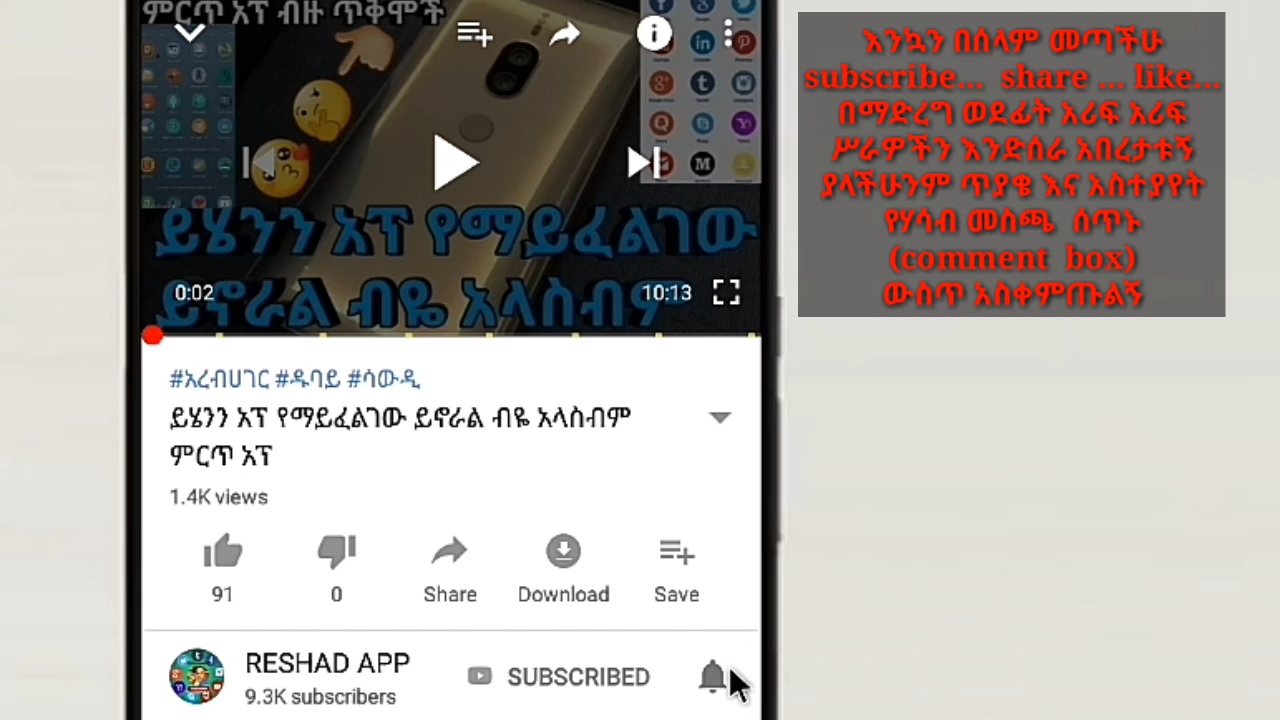 ምርጥ አፕ ብዙ ጥቅሞች
ይሄንን አፕ የማይፈልገው
ይኖራል ብዬ አላስብም
0:02
10:13
#አረብሀገር #ዱባይ #ሳውዲ
ይሄንን አፕ የማይፈልገው ይኖራል ብዬ አላስብም
ምርጥ አፕ
1.4K views
91
0
Share
Download
Save
RESHAD APP
9.3K subscribers
SUBSCRIBED
እንኳን በሰላም መጣችሁ
subscribe... share ... like...
በማድረግ ወደፊት አሪፍ አሪፍ
ሥራዎችን እንድሰራ አበረታቱኝ
ያላችሁንም ጥያቄ እና አስተያየት
የሃሳብ መስጫ ሰጥኑ
(comment box)
ውስጥ አስቀምጡልኝ